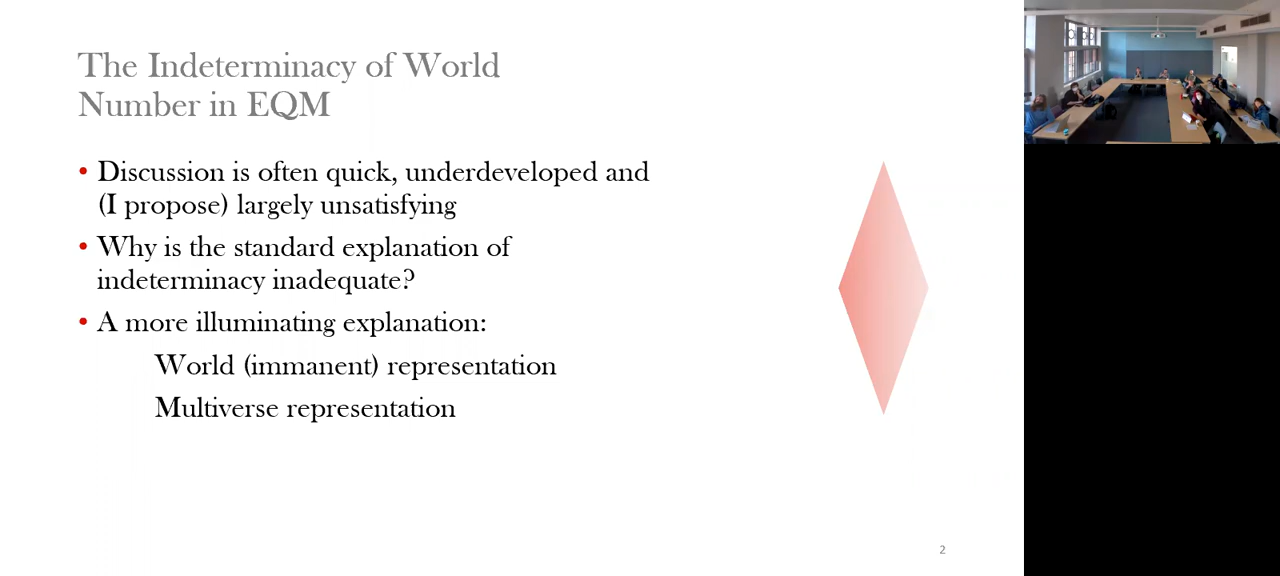 The Indeterminacy of World
Number in EQM
• Discussion is often quick, underdeveloped and
(I propose) largely unsatisfying
• Why is the standard explanation of
indeterminacy inadequate?
• A more illuminating explanation:
World (immanent) representation
Multiverse representation
2